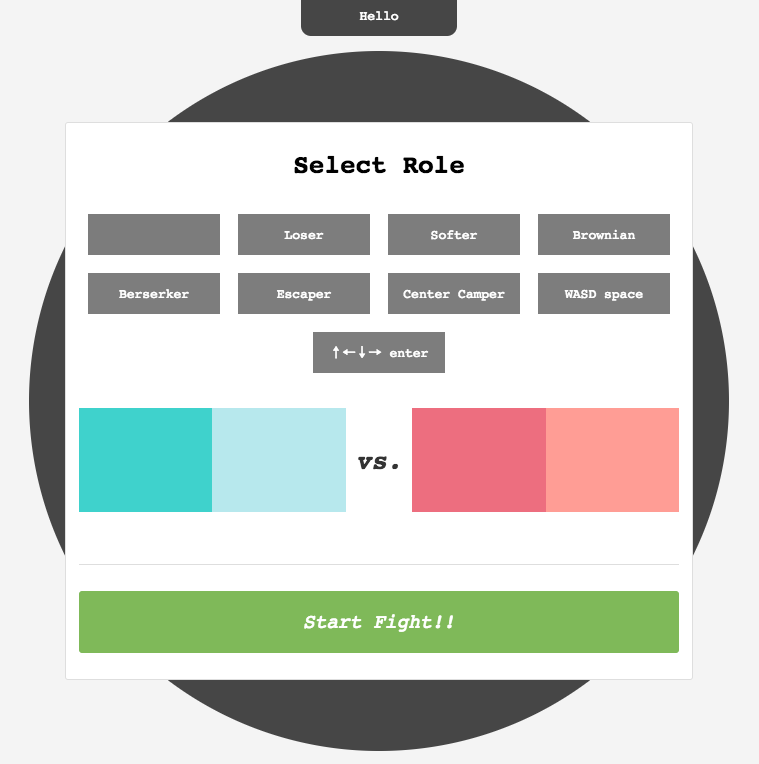 Hello
Select Role
Loser Softer Brownian
Berserker Escaper Center Camper WASD space
↑←↓→ enter
vs.
Start Fight!!